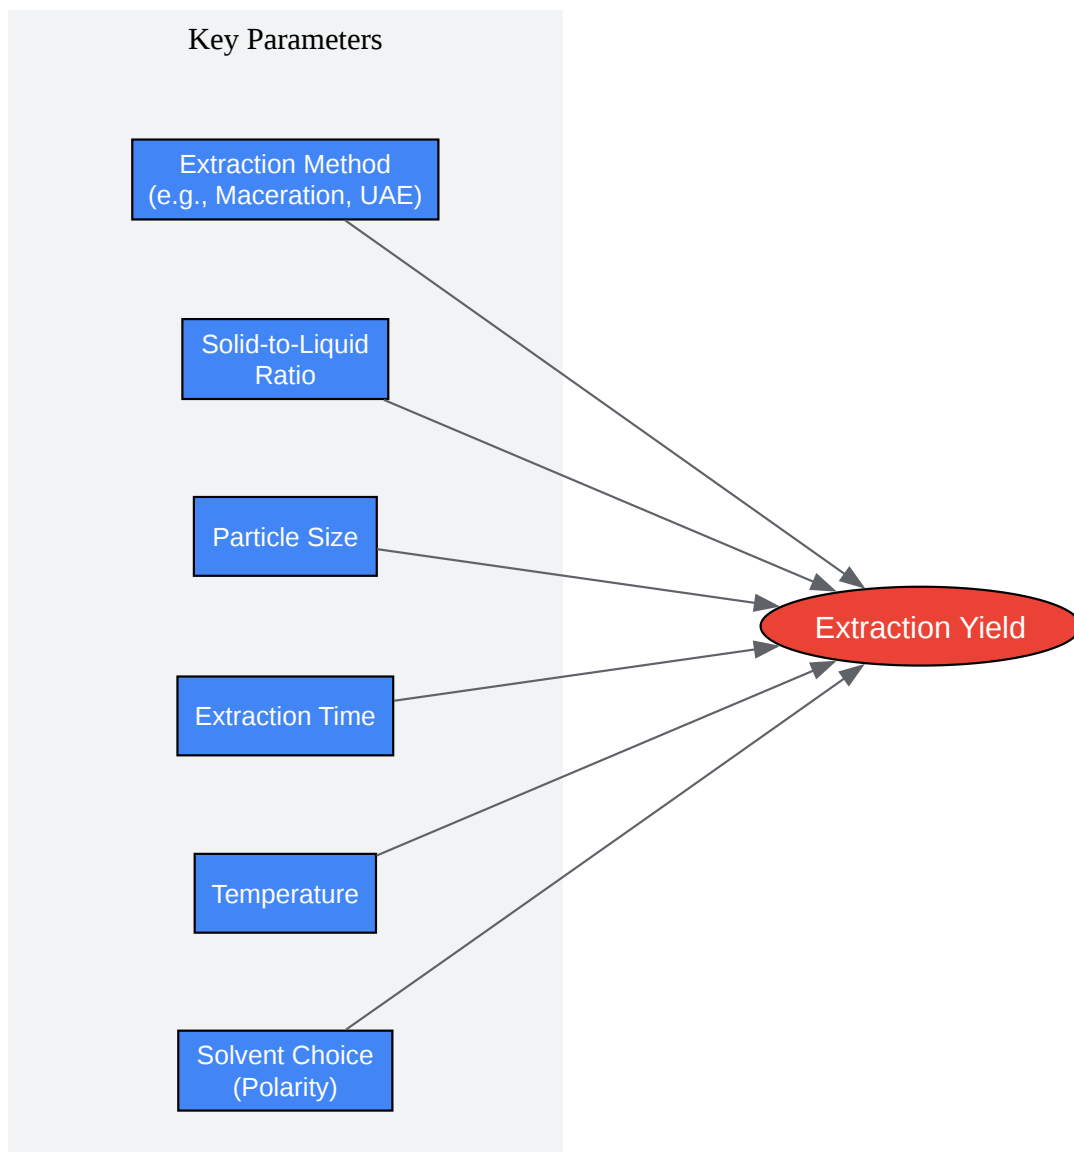 Key Parameters
Extraction Method
(e.g., Maceration, UAE)
Solid-to-Liquid
Ratio
Particle Size
Extraction Time
Temperature
Solvent Choice
(Polarity)
Extraction Yield